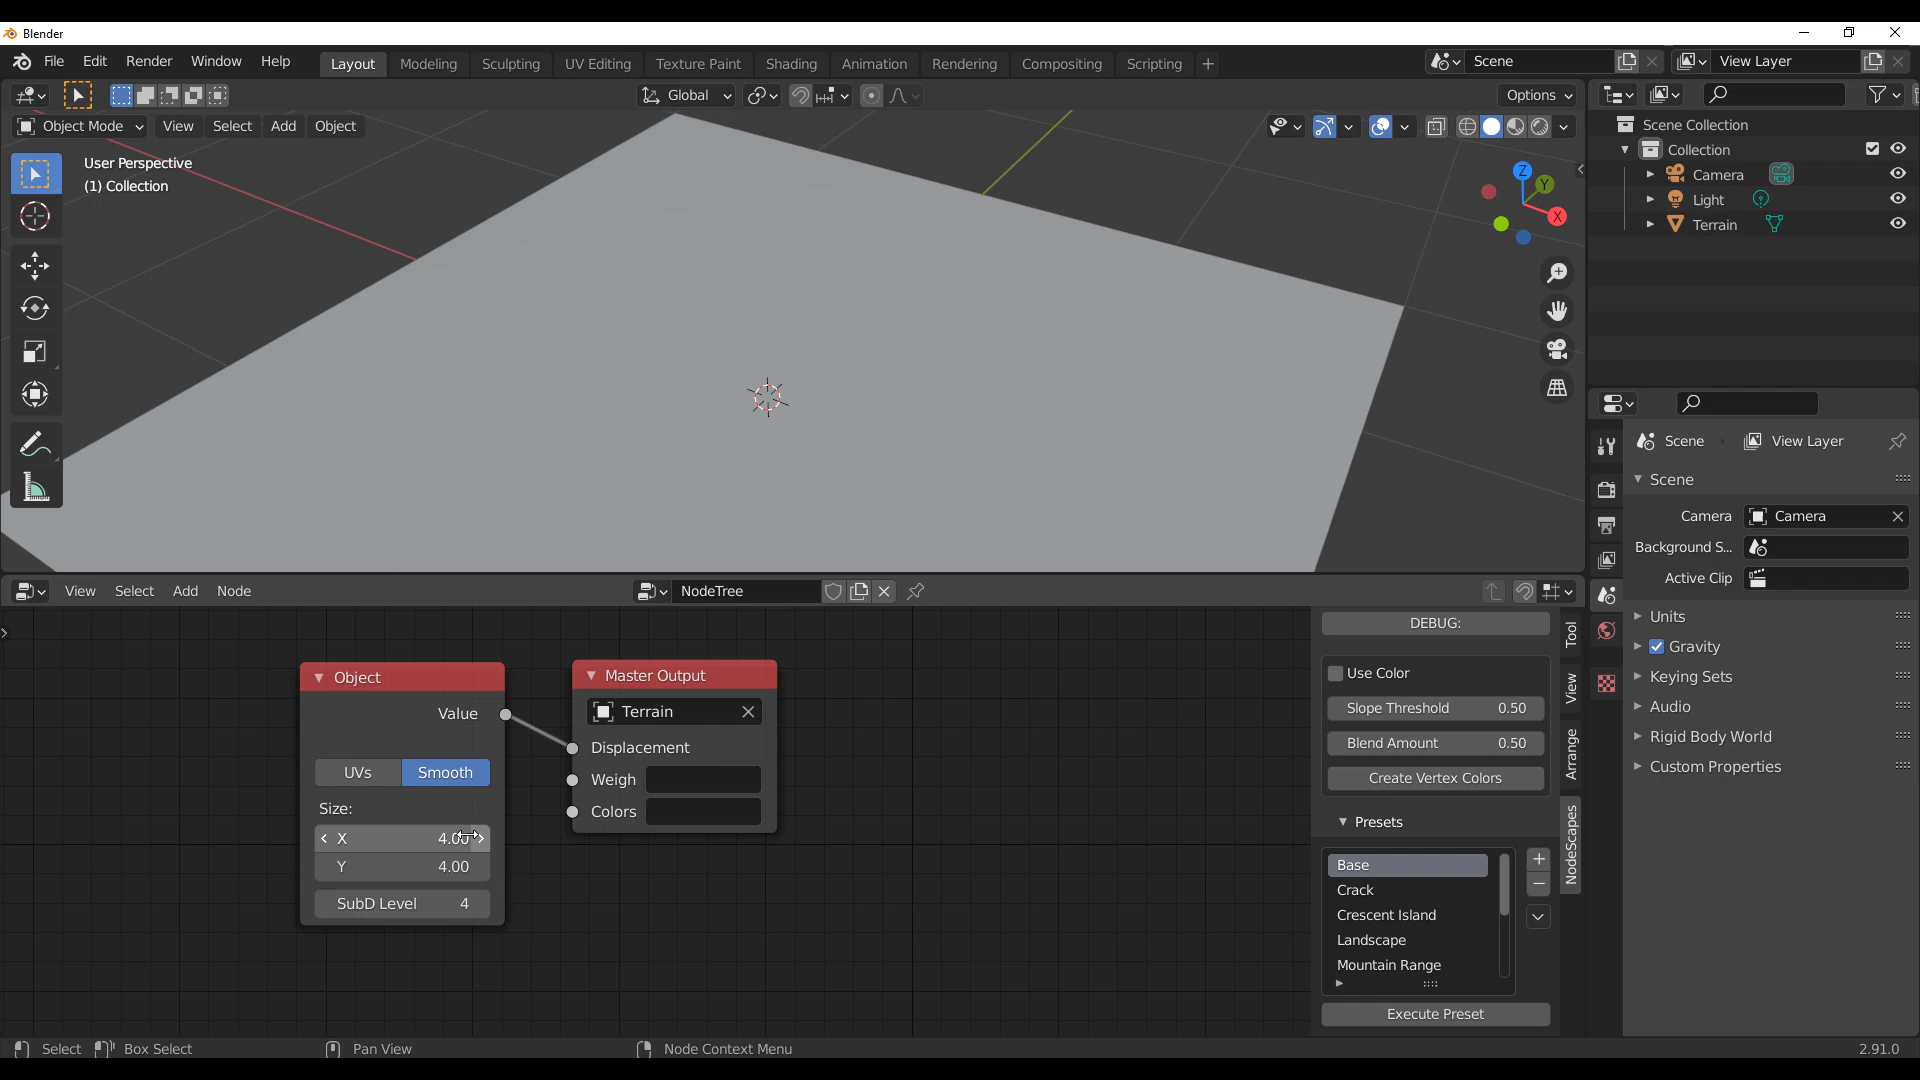 Blender
File Edit Render Window Help Layout Modeling Sculpting UV Editing Texture Paint Shading Animation Rendering Compositing Scripting + Scene View Layer
Global Options
Object Mode View Select Add Object
User Perspective
(1) Collection
Z
Y
X
Scene Collection
Collection
Camera
Light
Terrain
Scene View Layer
Scene
Camera Camera
Background S...
Active Clip
Units
Gravity
Keying Sets
Audio
Rigid Body World
Custom Properties
View Select Add Node NodeTree
Object
Value
UVs Smooth
Size:
X 4.00
Y 4.00
SubD Level 4
Master Output
Terrain
Displacement
Weigh
Colors
DEBUG:
Use Color
Slope Threshold 0.50
Blend Amount 0.50
Create Vertex Colors
Presets
Base
Crack
Crescent Island
Landscape
Mountain Range
Execute Preset
Tool
View
Arrange
NodeScapes
Select Box Select Pan View Node Context Menu 2.91.0